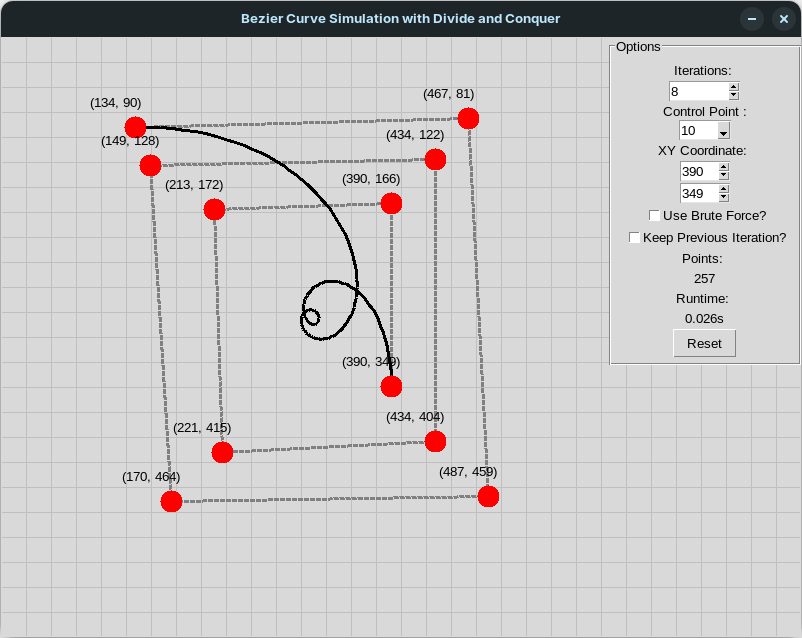 Bezier Curve Simulation with Divide and Conquer
Options
Iterations:
8
Control Point :
10
XY Coordinate:
390
349
Use Brute Force?
Keep Previous Iteration?
Points:
257
Runtime:
0.026s
Reset
(467, 81)
(134, 90)
(434, 122)
(149, 128)
(390, 166)
(213, 172)
(390, 349)
(434, 404)
(221, 415)
(487, 459)
(170, 464)